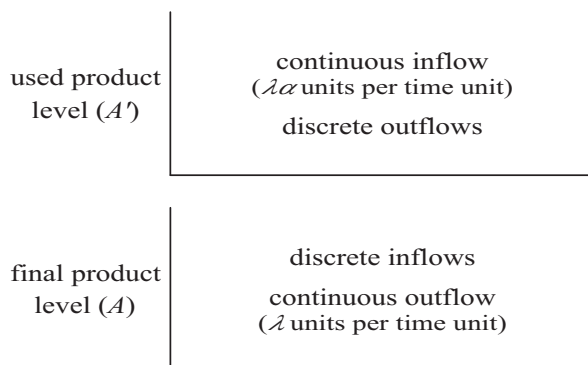 used product
level (A')
continuous inflow
(λα units per time unit)
discrete outflows
final product
level (A)
discrete inflows
continuous outflow
(λ units per time unit)